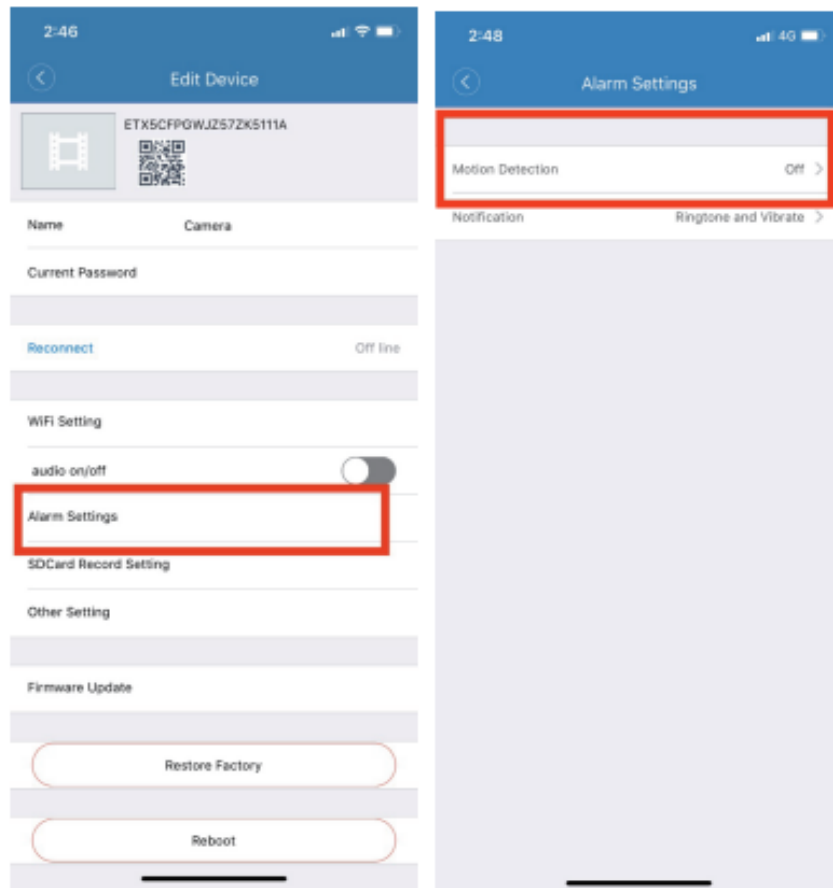 2:46
Edit Device
ETX5CFPGWJZ57ZK5111A
Name Camera
Current Password
Reconnect Off line
WiFi Setting
audio on/off
Alarm Settings
SDCard Record Setting
Other Setting
Firmware Update
Restore Factory
Reboot
2:48 4G
Alarm Settings
Motion Detection Off
Notification Ringtone and Vibrate